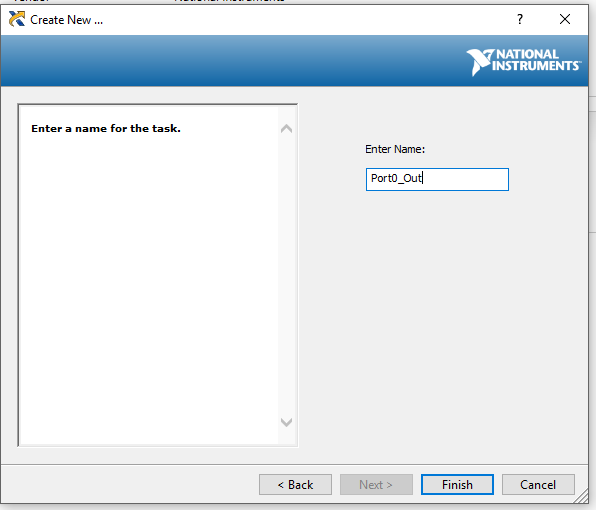 Create New ...
?
NATIONAL
INSTRUMENTS
Enter a name for the task.
Enter Name:
Port0_Out
< Back
Next >
Finish
Cancel